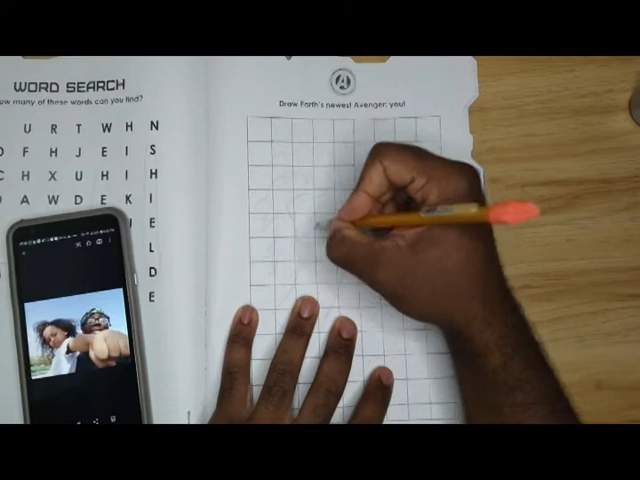 WORD SEARCH
ow many of these words can you find?
U R T W H N
F H J E I S
C H X U H I H
D A W D E K I
E
L
D
E
A
Draw Earth's newest Avenger: you!